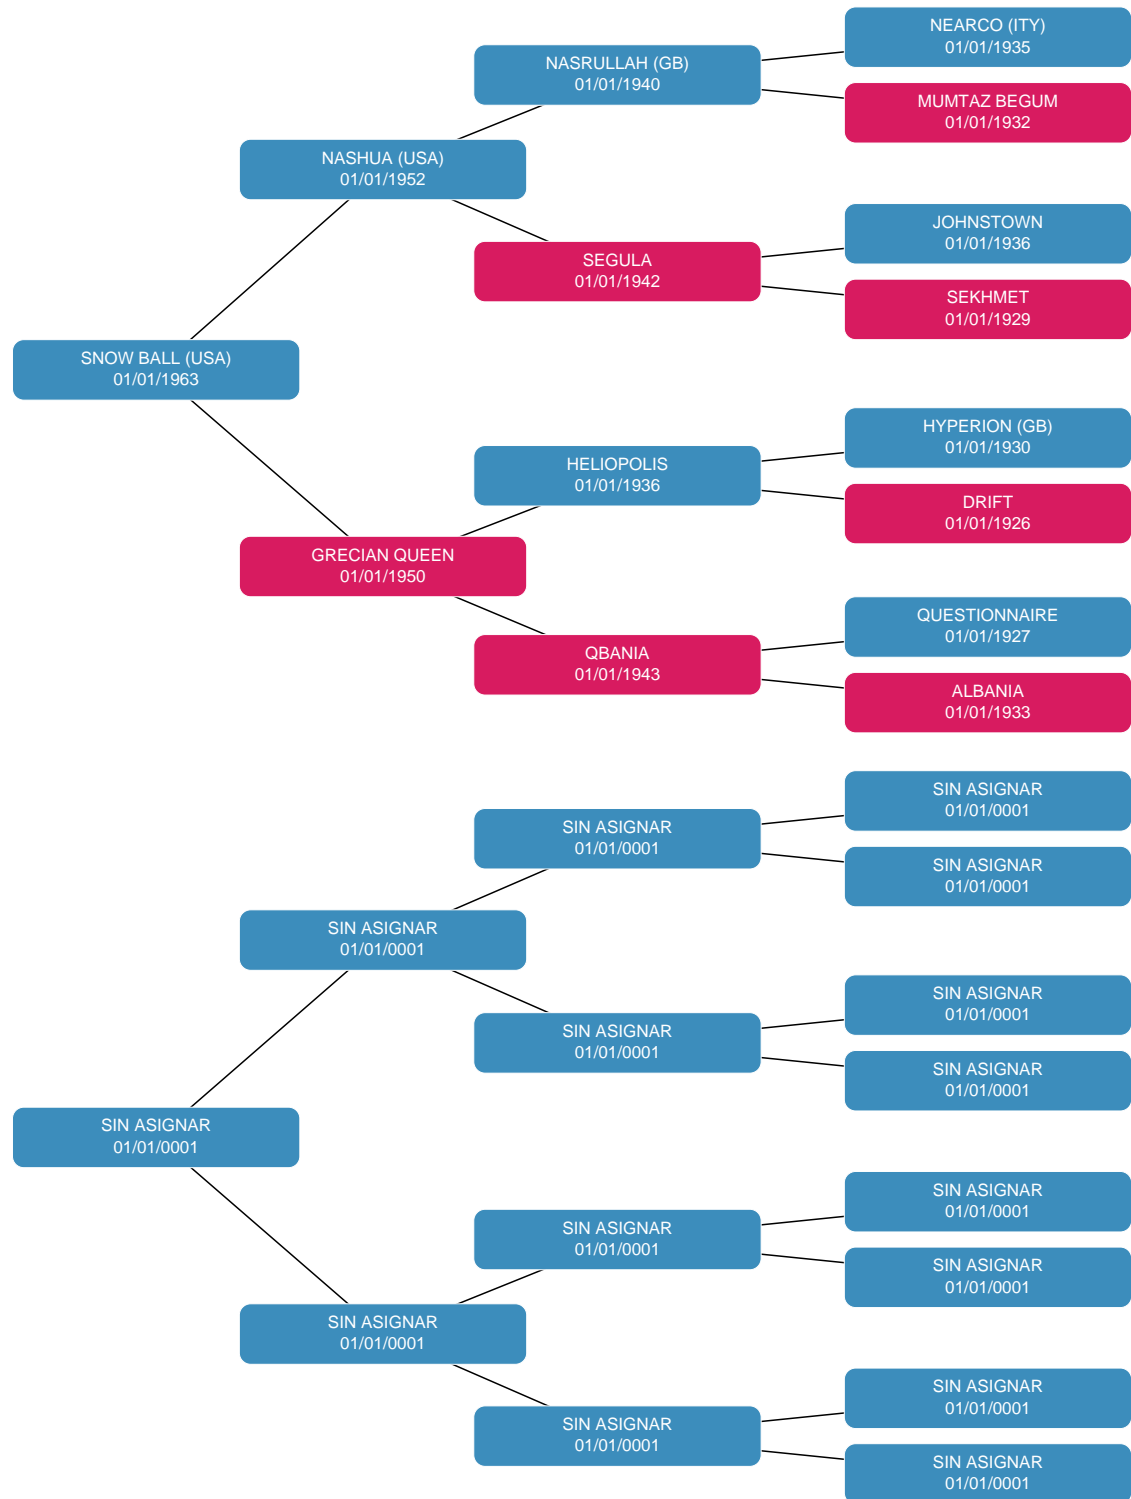 NEARCO (ITY)
01/01/1935
NASRULLAH (GB)
01/01/1940
MUMTAZ BEGUM
01/01/1932
NASHUA (USA)
01/01/1952
JOHNSTOWN
01/01/1936
SEGULA
01/01/1942
SEKHMET
01/01/1929
SNOW BALL (USA)
01/01/1963
HYPERION (GB)
01/01/1930
HELIOPOLIS
01/01/1936
DRIFT
01/01/1926
GRECIAN QUEEN
01/01/1950
QUESTIONNAIRE
01/01/1927
QBANIA
01/01/1943
ALBANIA
01/01/1933
SIN ASIGNAR
01/01/0001
SIN ASIGNAR
01/01/0001
SIN ASIGNAR
01/01/0001
SIN ASIGNAR
01/01/0001
SIN ASIGNAR
01/01/0001
SIN ASIGNAR
01/01/0001
SIN ASIGNAR
01/01/0001
SIN ASIGNAR
01/01/0001
SIN ASIGNAR
01/01/0001
SIN ASIGNAR
01/01/0001
SIN ASIGNAR
01/01/0001
SIN ASIGNAR
01/01/0001
SIN ASIGNAR
01/01/0001
SIN ASIGNAR
01/01/0001
SIN ASIGNAR
01/01/0001